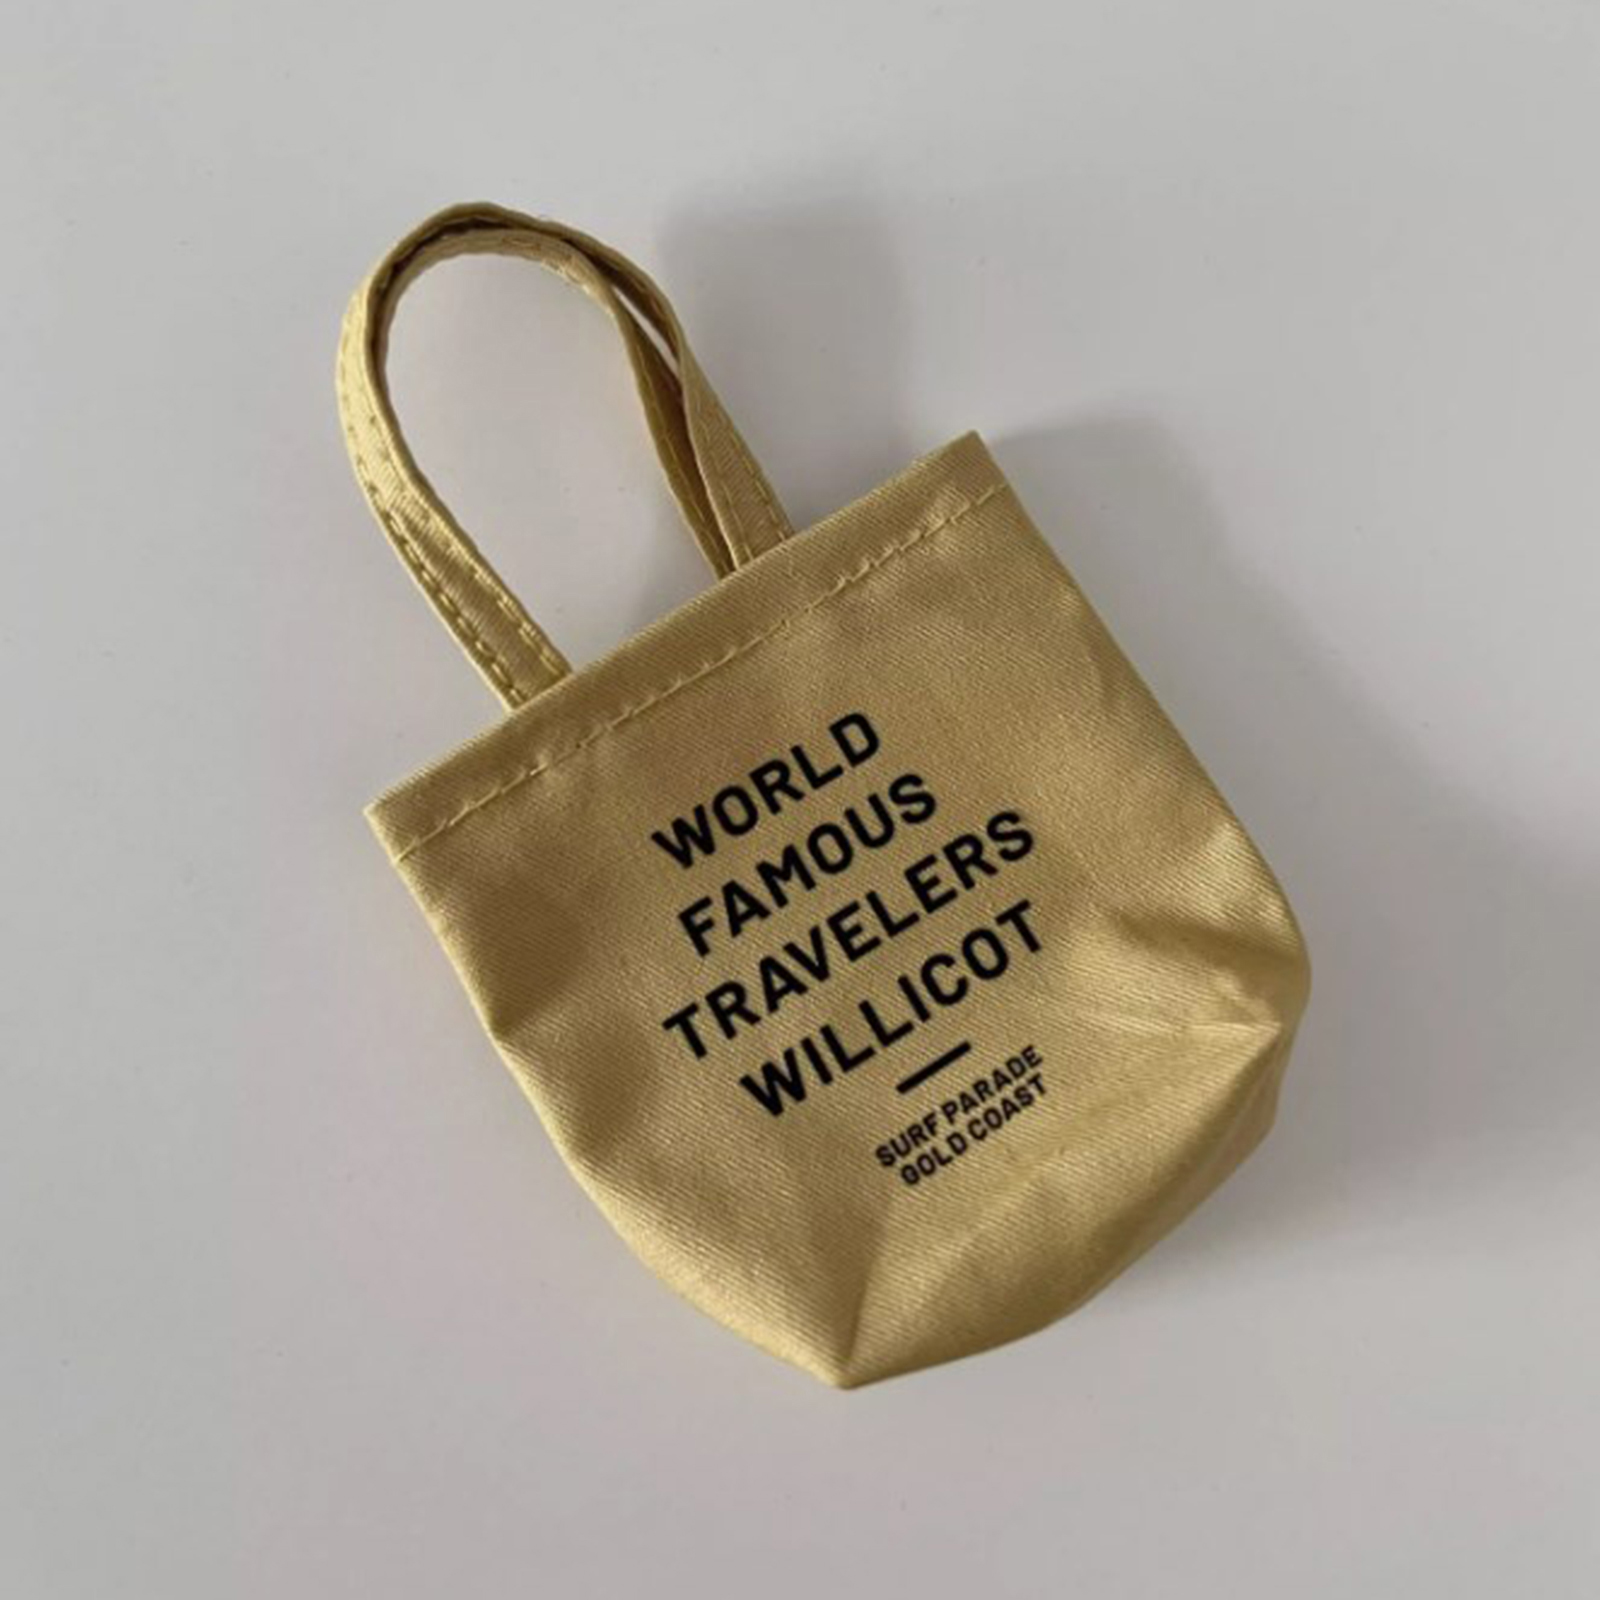 WORLD
FAMOUS
TRAVELERS
WILLICOT
SURF PARADE
GOLD COAST